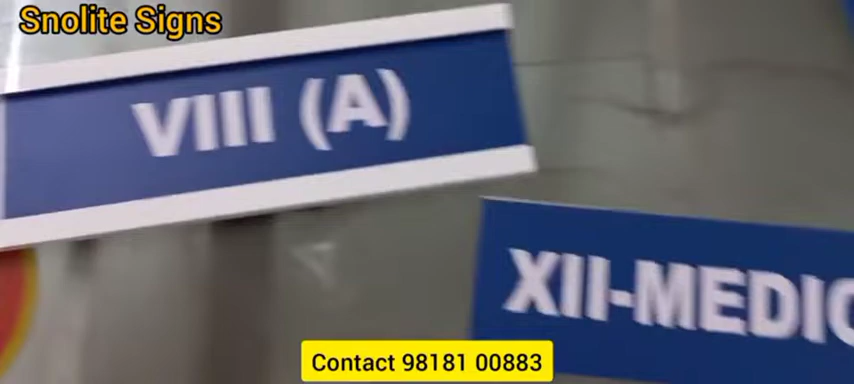 Snolite Signs
VIII (A)
XII-MEDIC
Contact 98181 00883